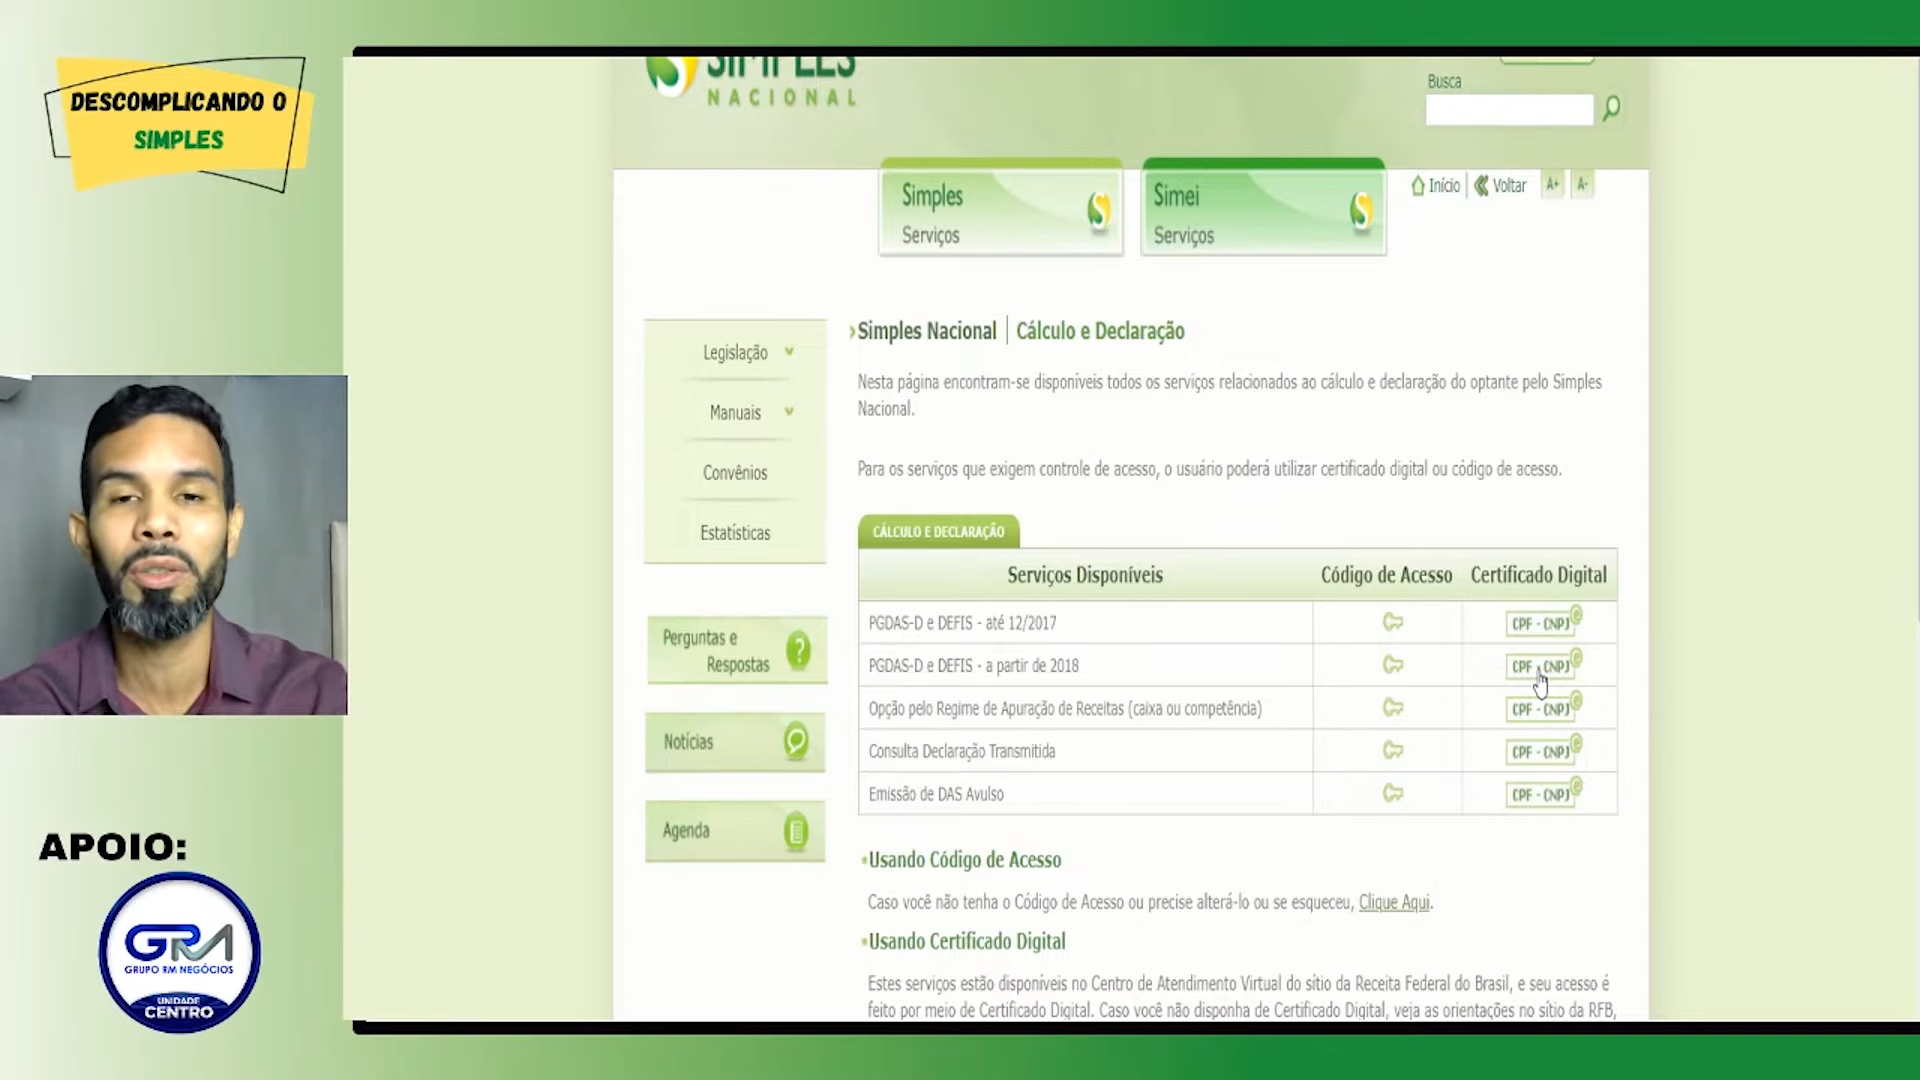 DESCOMPLICANDO O
SIMPLES
SIMPLES
NACIONAL
Busca
Simples
Serviços
Simei
Serviços
Início
Voltar
A+
A-
Legislação
Manuais
Convênios
Estatísticas
Perguntas e
Respostas
Notícias
Agenda
Simples Nacional | Cálculo e Declaração
Nesta página encontram-se disponíveis todos os serviços relacionados ao cálculo e declaração do optante pelo Simples
Nacional.
Para os serviços que exigem controle de acesso, o usuário poderá utilizar certificado digital ou código de acesso.
CÁLCULO E DECLARAÇÃO
Serviços Disponíveis Código de Acesso Certificado Digital
PGDAS-D e DEFIS - até 12/2017 CPF - CNPJ
PGDAS-D e DEFIS - a partir de 2018 CPF - CNPJ
Opção pelo Regime de Apuração de Receitas (caixa ou competência) CPF - CNPJ
Consulta Declaração Transmitida CPF - CNPJ
Emissão de DAS Avulso CPF - CNPJ
Usando Código de Acesso
Caso você não tenha o Código de Acesso ou precise alterá-lo ou se esqueceu, Clique Aqui.
Usando Certificado Digital
Estes serviços estão disponíveis no Centro de Atendimento Virtual do sítio da Receita Federal do Brasil, e seu acesso é
feito por meio de Certificado Digital. Caso você não disponha de Certificado Digital, veja as orientações no sítio da RFB,
APOIO:
GRM
GRUPO RM NEGÓCIOS
UNIDADE
CENTRO